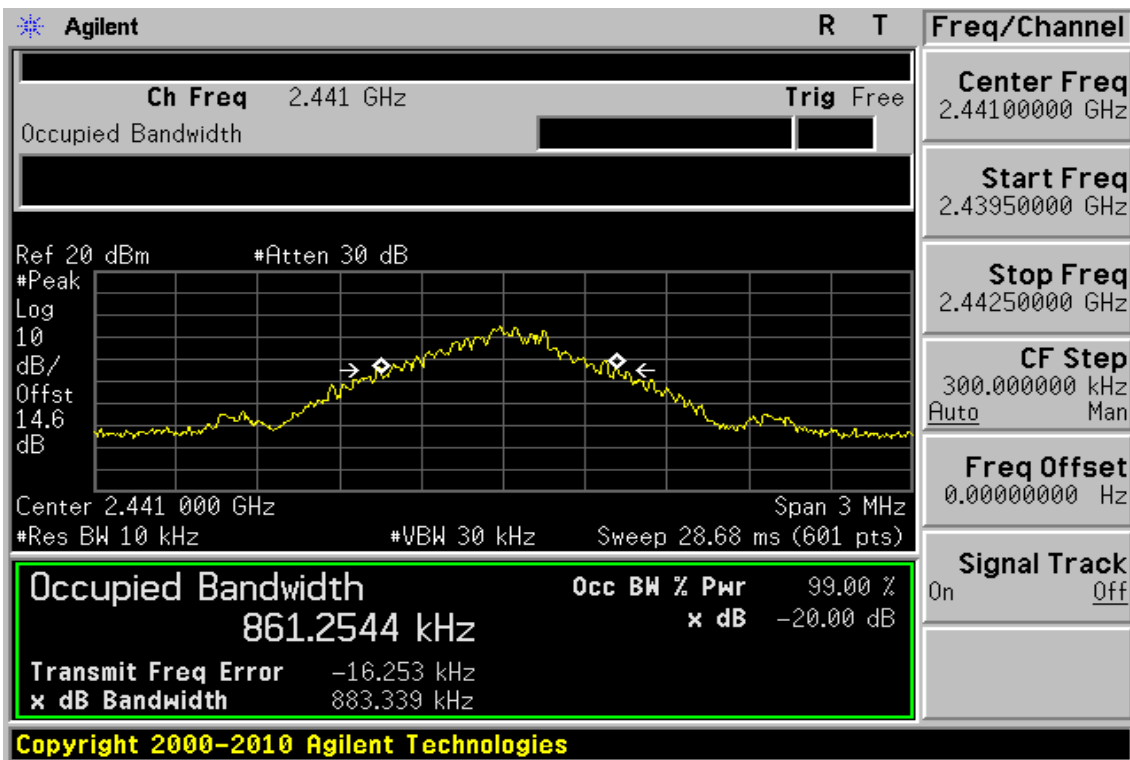 Agilent R T
Ch Freq 2.441 GHz Trig Free
Occupied Bandwidth
Ref 20 dBm #Atten 30 dB
#Peak
Log
10
dB/
Offst
14.6
dB
Center 2.441 000 GHz Span 3 MHz
#Res BW 10 kHz #VBW 30 kHz Sweep 28.68 ms (601 pts)
Occupied Bandwidth
861.2544 kHz
Occ BW % Pwr 99.00 %
x dB -20.00 dB
Transmit Freq Error -16.253 kHz
x dB Bandwidth 883.339 kHz
Copyright 2000-2010 Agilent Technologies
Freq/Channel
Center Freq
2.44100000 GHz
Start Freq
2.43950000 GHz
Stop Freq
2.44250000 GHz
CF Step
300.000000 kHz
Auto Man
Freq Offset
0.00000000 Hz
Signal Track
On Off